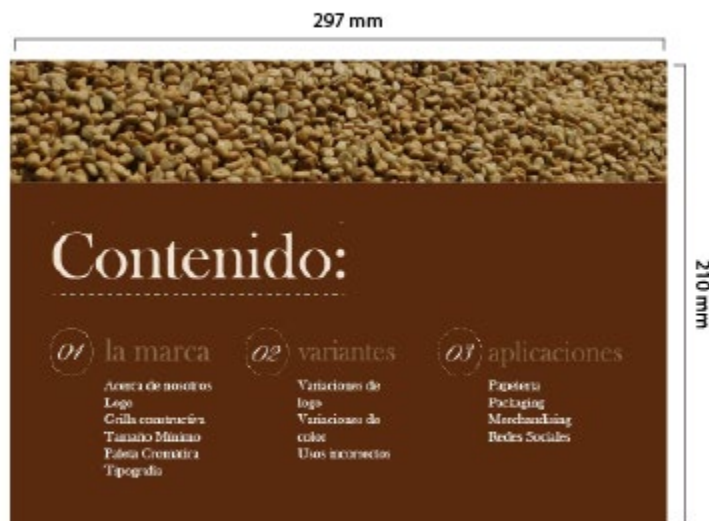 297 mm
210 mm
Contenido:
01 la marca
Acerca de nosotros
Logo
Grilla constructiva
Tamaño Mínimo
Paleta Cromática
Tipografía
02 variantes
Variaciones de
logo
Variaciones de
color
Usos incorrectos
03 aplicaciones
Papelería
Packaging
Merchandising
Redes Sociales